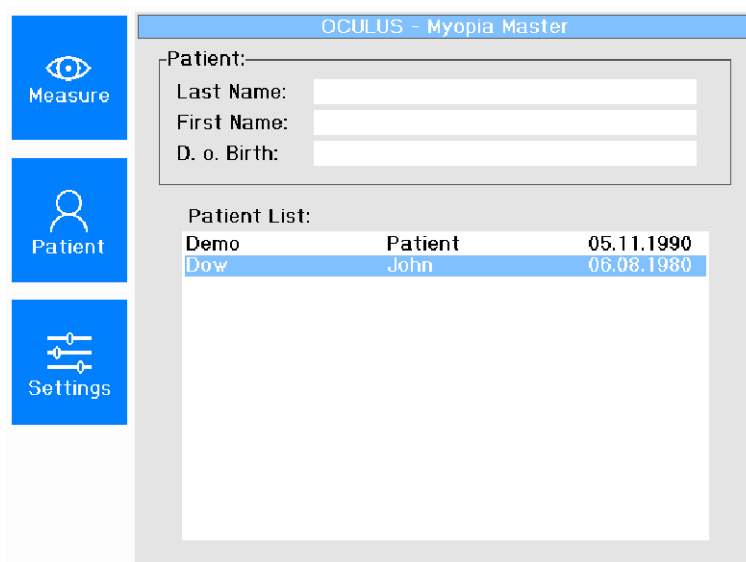 OCULUS - Myopia Master
Measure
Patient
Settings
Patient:
Last Name:
First Name:
D. o. Birth:
Patient List:
Demo Patient 05.11.1990
Dow John 06.08.1980